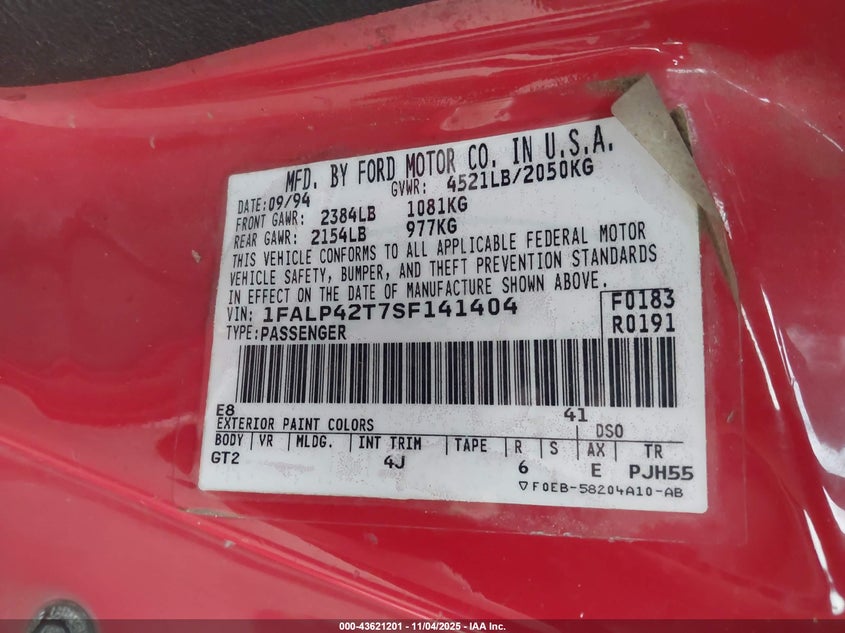 MFD. BY FORD MOTOR CO. IN U.S.A.
DATE: 09/94 GVWR: 4521LB/2050KG
FRONT GAWR: 2384LB 1081KG
REAR GAWR: 2154LB 977KG
THIS VEHICLE CONFORMS TO ALL APPLICABLE FEDERAL MOTOR
VEHICLE SAFETY, BUMPER, AND THEFT PREVENTION STANDARDS
IN EFFECT ON THE DATE OF MANUFACTURE SHOWN ABOVE.
VIN: 1FALP42T7SF141404 F0183
TYPE: PASSENGER R0191
E8 41
EXTERIOR PAINT COLORS DSO
BODY VR MLDG. INT TRIM TAPE R S AX TR
GT2 4J 6 E PJH55
▽F0EB-58204A10-AB
000-43621201 - 11/04/2025 - IAA Inc.